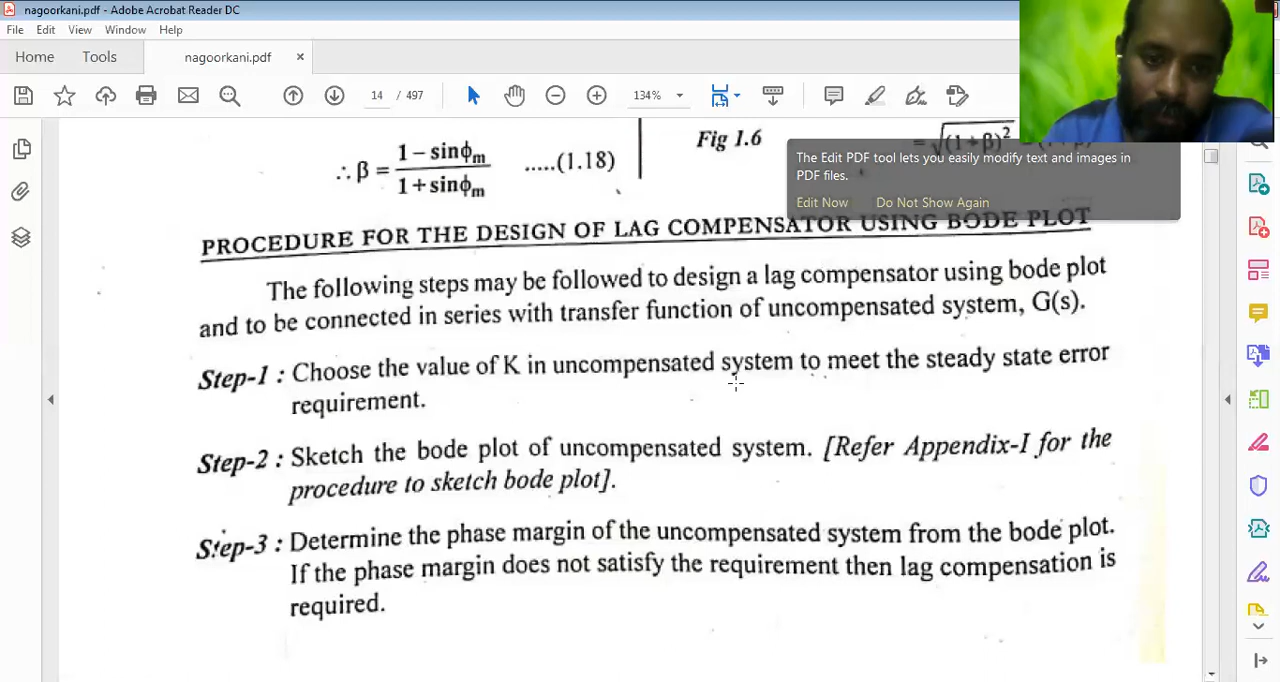 nagoorkani.pdf - Adobe Acrobat Reader DC
File Edit View Window Help
Home Tools nagoorkani.pdf ×
14 / 497 134%
The Edit PDF tool lets you easily modify text and images in
PDF files.
Edit Now Do Not Show Again
∴ β = (1 − sinϕm) / (1 + sinϕm) .....(1.18)
Fig 1.6
PROCEDURE FOR THE DESIGN OF LAG COMPENSATOR USING BODE PLOT
The following steps may be followed to design a lag compensator using bode plot
and to be connected in series with transfer function of uncompensated system, G(s).
Step-1 : Choose the value of K in uncompensated system to meet the steady state error
requirement.
Step-2 : Sketch the bode plot of uncompensated system. [Refer Appendix-I for the
procedure to sketch bode plot].
Step-3 : Determine the phase margin of the uncompensated system from the bode plot.
If the phase margin does not satisfy the requirement then lag compensation is
required.